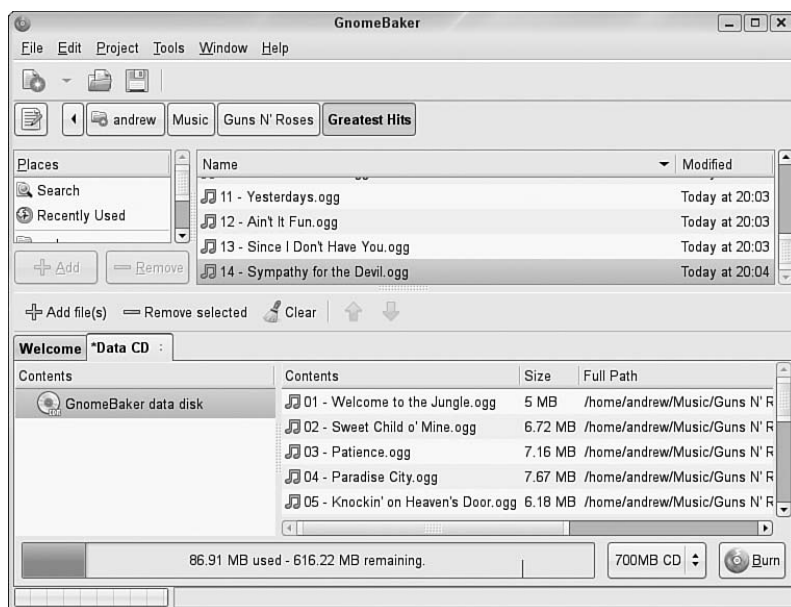 GnomeBaker
File Edit Project Tools Window Help
andrew Music Guns N' Roses Greatest Hits
Places
Search
Recently Used
Add Remove
Name Modified
11 - Yesterdays.ogg Today at 20:03
12 - Ain't It Fun.ogg Today at 20:03
13 - Since I Don't Have You.ogg Today at 20:03
14 - Sympathy for the Devil.ogg Today at 20:04
Add file(s) Remove selected Clear
Welcome *Data CD
Contents
GnomeBaker data disk
Contents Size Full Path
01 - Welcome to the Jungle.ogg 5 MB /home/andrew/Music/Guns N' R
02 - Sweet Child o' Mine.ogg 6.72 MB /home/andrew/Music/Guns N' R
03 - Patience.ogg 7.16 MB /home/andrew/Music/Guns N' R
04 - Paradise City.ogg 7.67 MB /home/andrew/Music/Guns N' R
05 - Knockin' on Heaven's Door.ogg 6.18 MB /home/andrew/Music/Guns N' R
86.91 MB used - 616.22 MB remaining.
700MB CD
Burn